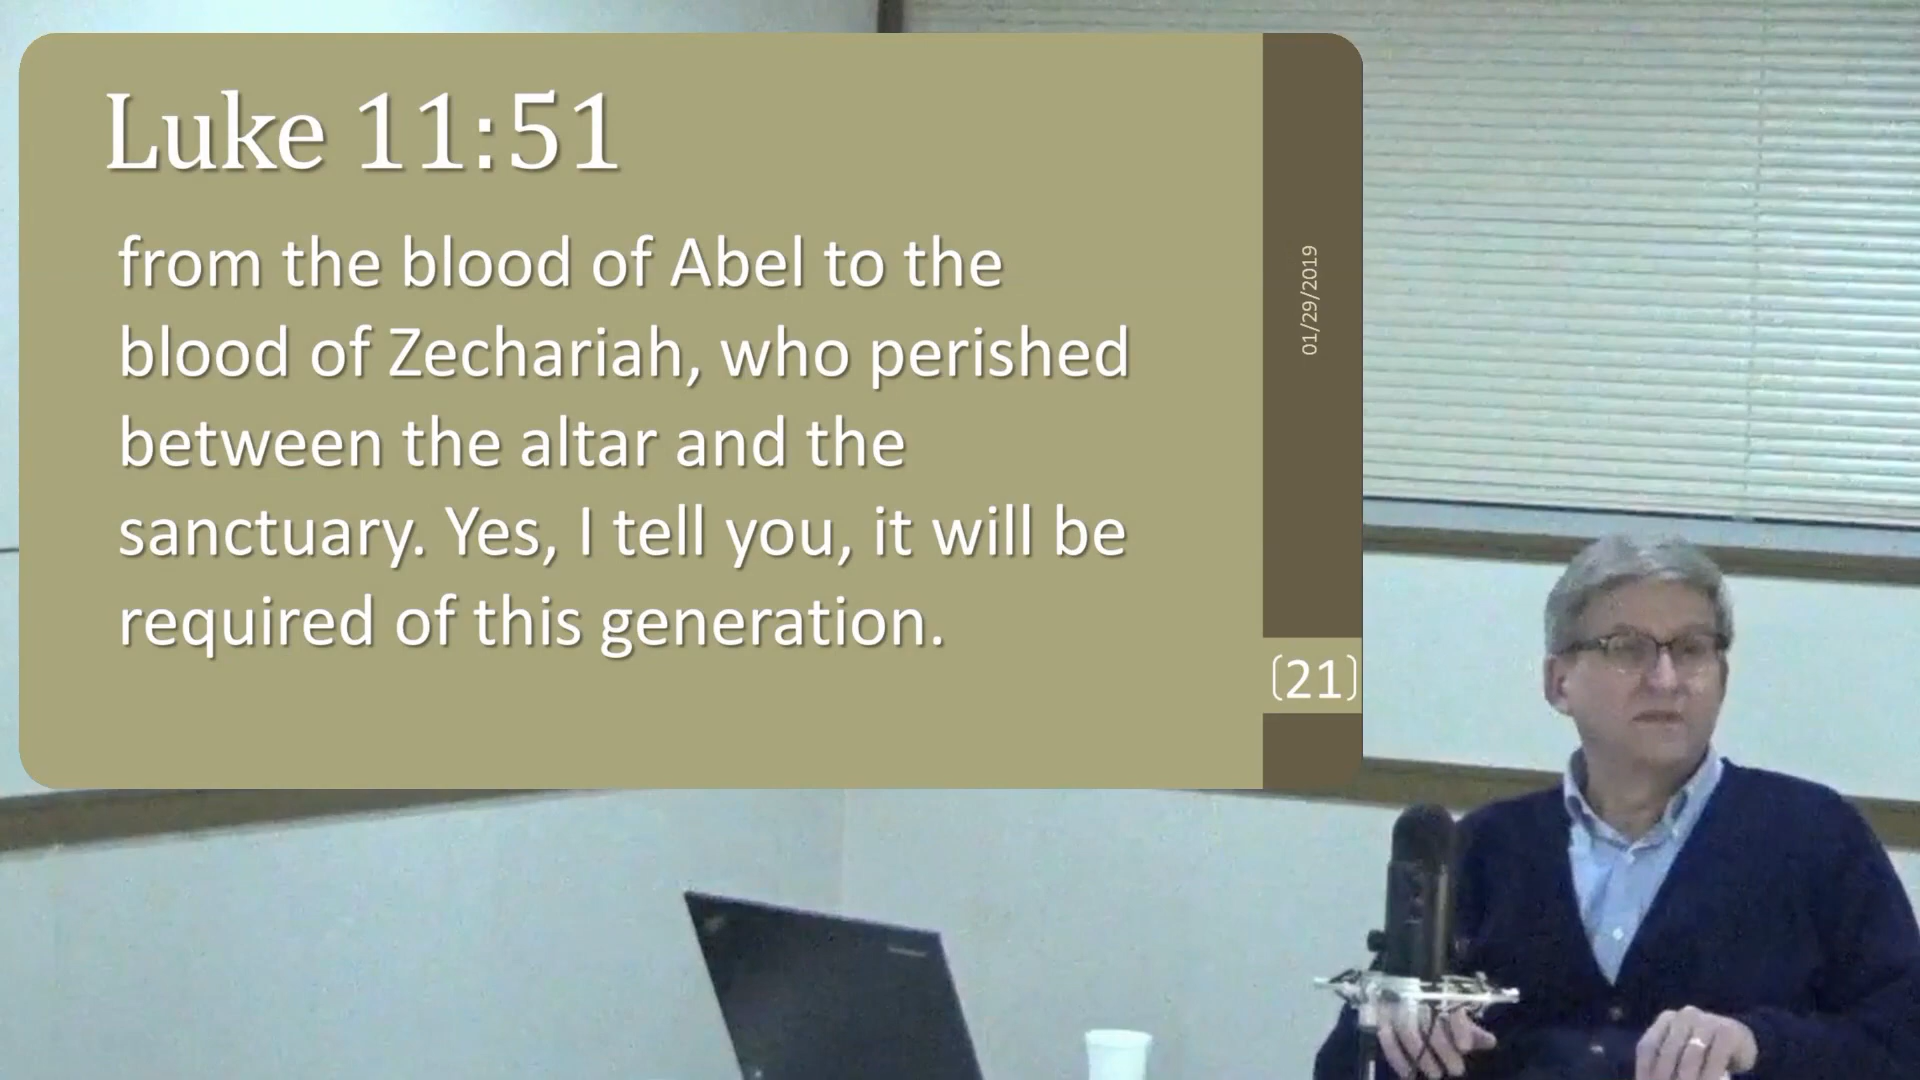 Luke 11:51
from the blood of Abel to the
blood of Zechariah, who perished
between the altar and the
sanctuary. Yes, I tell you, it will be
required of this generation.
01/29/2019
(21)